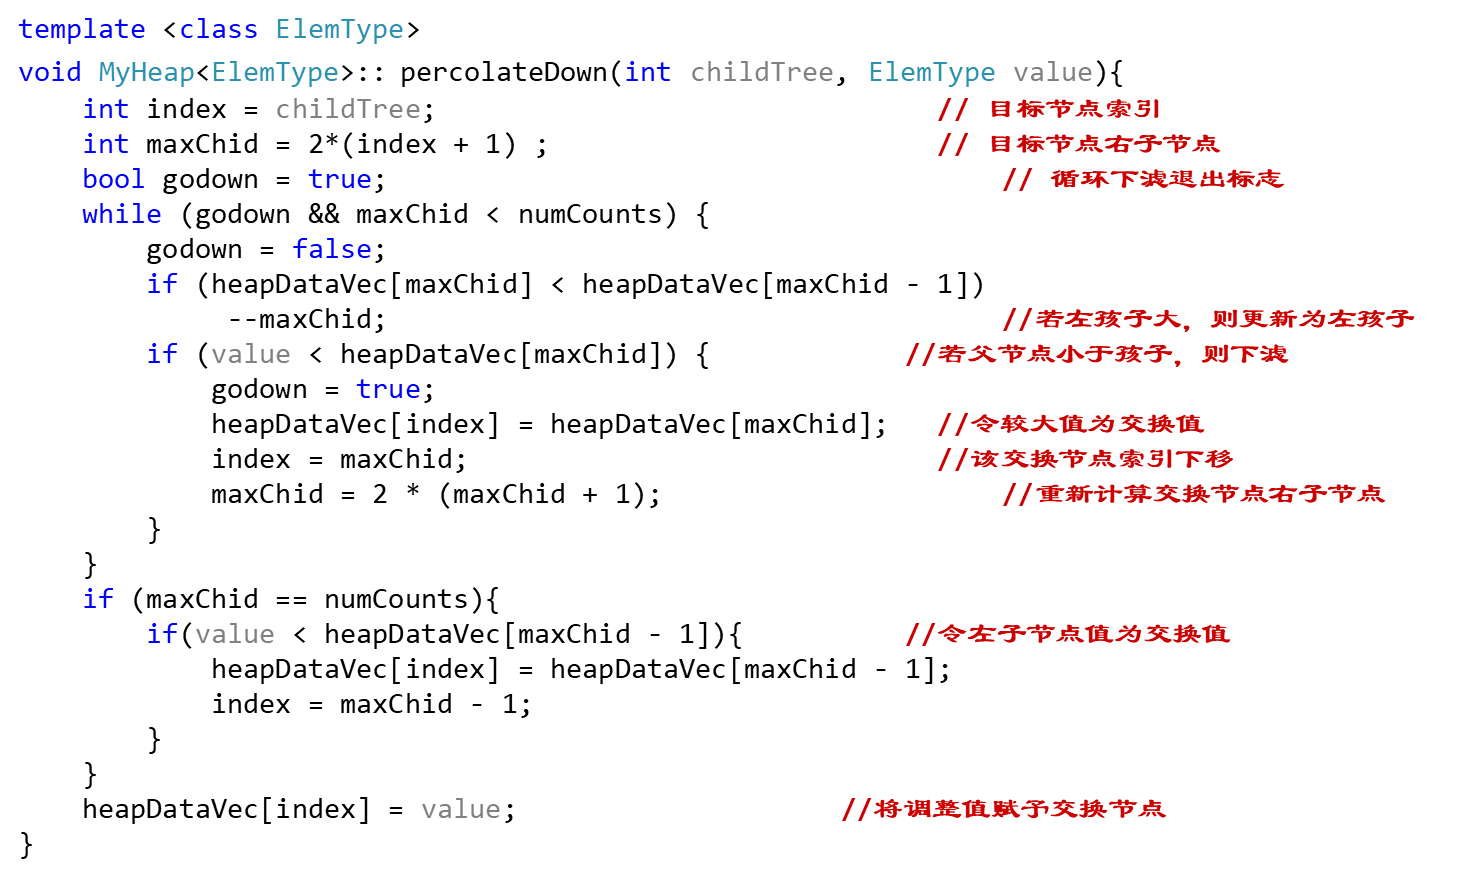 template <class ElemType>
void MyHeap<ElemType>:: percolateDown(int childTree, ElemType value){
    int index = childTree; // 目标节点索引
    int maxChid = 2*(index + 1) ; // 目标节点右子节点
    bool godown = true; // 循环下滤退出标志
    while (godown && maxChid < numCounts) {
        godown = false;
        if (heapDataVec[maxChid] < heapDataVec[maxChid - 1])
             --maxChid; //若左孩子大，则更新为左孩子
        if (value < heapDataVec[maxChid]) { //若父节点小于孩子，则下滤
            godown = true;
            heapDataVec[index] = heapDataVec[maxChid]; //令较大值为交换值
            index = maxChid; //该交换节点索引下移
            maxChid = 2 * (maxChid + 1); //重新计算交换节点右子节点
        }
    }
    if (maxChid == numCounts){
        if(value < heapDataVec[maxChid - 1]){ //令左子节点值为交换值
            heapDataVec[index] = heapDataVec[maxChid - 1];
            index = maxChid - 1;
        }
    }
    heapDataVec[index] = value; //将调整值赋予交换节点
}